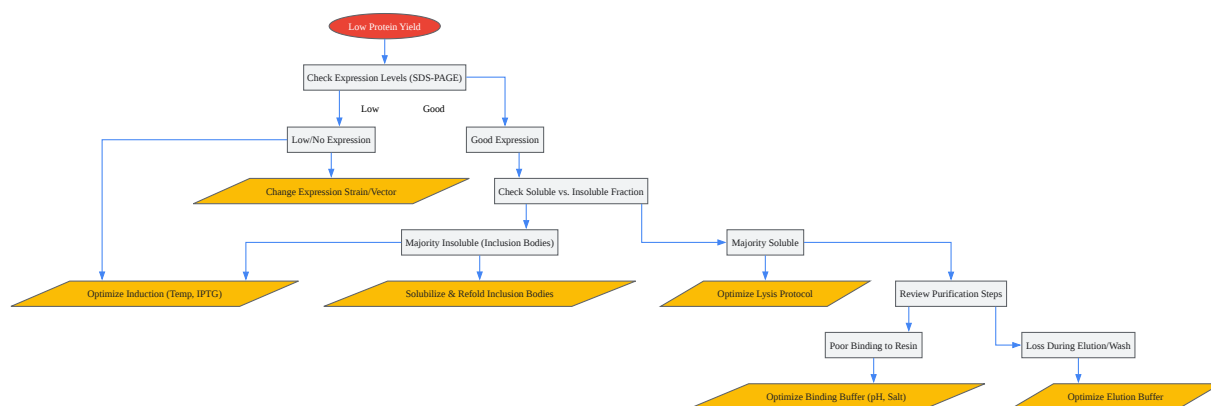 Low Protein Yield
Check Expression Levels (SDS-PAGE)
Low
Good
Low/No Expression
Good Expression
Change Expression Strain/Vector
Check Soluble vs. Insoluble Fraction
Majority Insoluble (Inclusion Bodies)
Majority Soluble
Optimize Induction (Temp, IPTG)
Solubilize & Refold Inclusion Bodies
Optimize Lysis Protocol
Review Purification Steps
Poor Binding to Resin
Loss During Elution/Wash
Optimize Binding Buffer (pH, Salt)
Optimize Elution Buffer